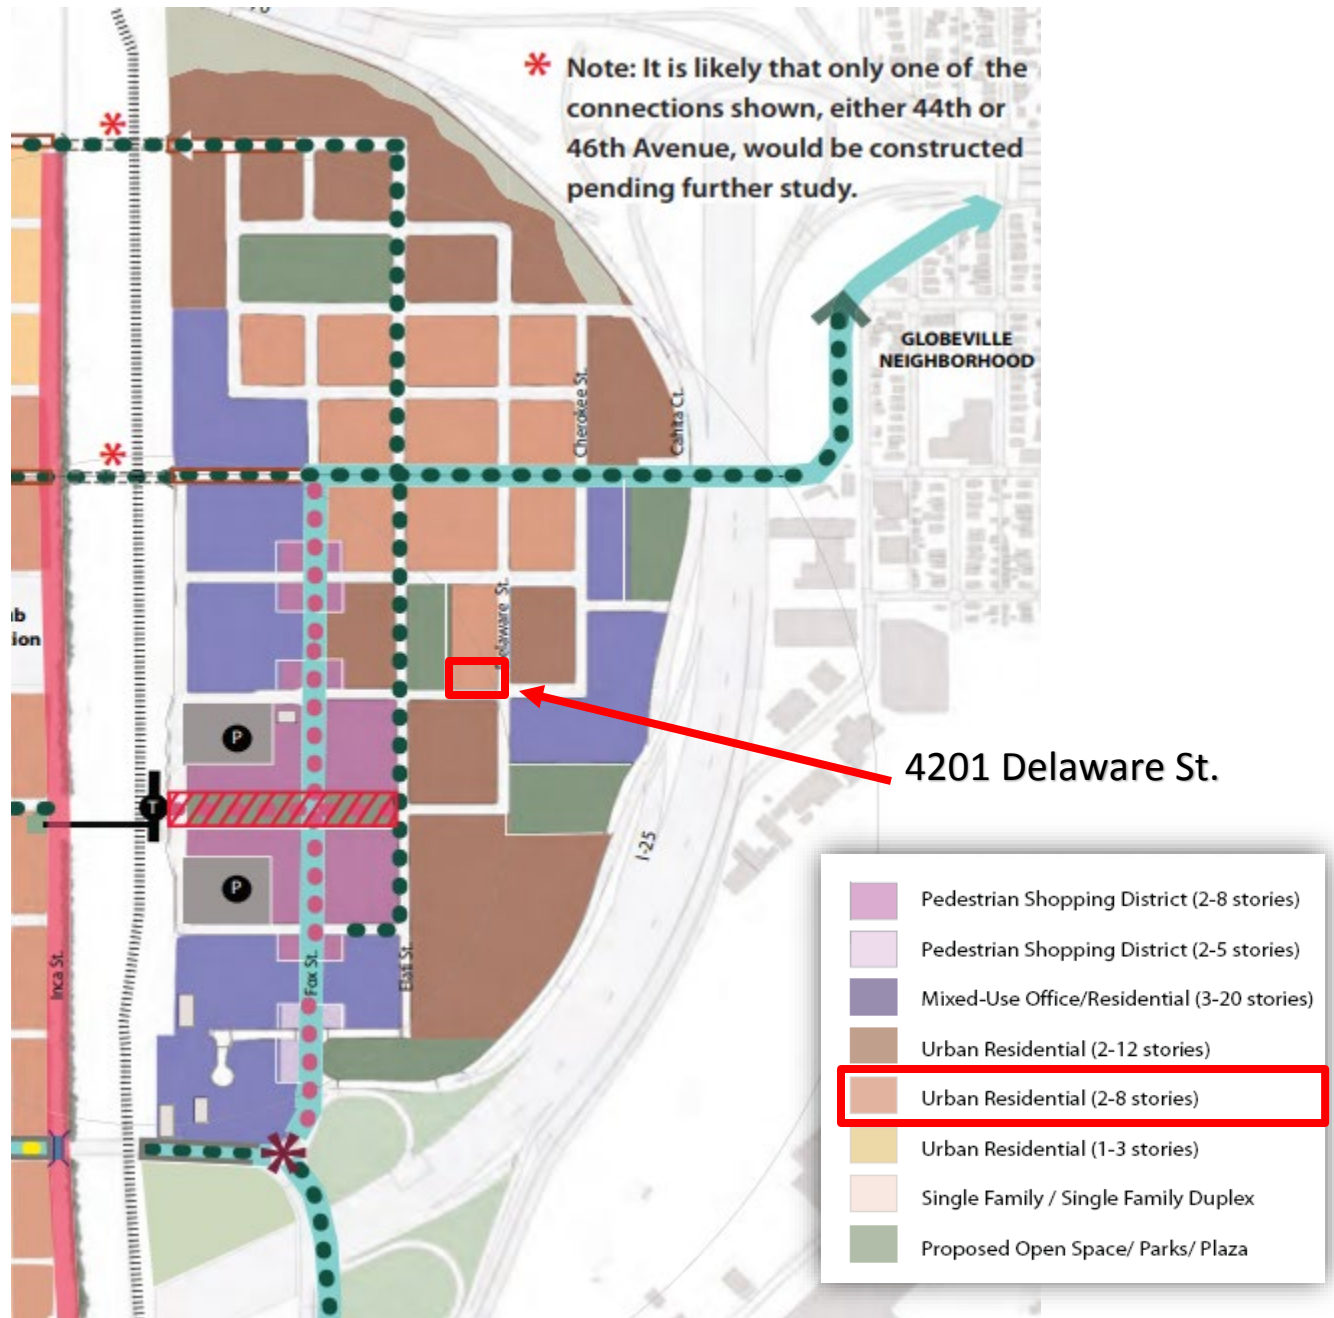 * Note: It is likely that only one of the
connections shown, either 44th or
46th Avenue, would be constructed
pending further study.
*
GLOBEVILLE
NEIGHBORHOOD
Cherokee St.
Cahita Ct.
*
Delaware St.
P
4201 Delaware St.
T
I-25
P
Inca St.
Fox St.
Elati St.
Pedestrian Shopping District (2-8 stories)
Pedestrian Shopping District (2-5 stories)
Mixed-Use Office/Residential (3-20 stories)
Urban Residential (2-12 stories)
Urban Residential (2-8 stories)
Urban Residential (1-3 stories)
Single Family / Single Family Duplex
Proposed Open Space/ Parks/ Plaza